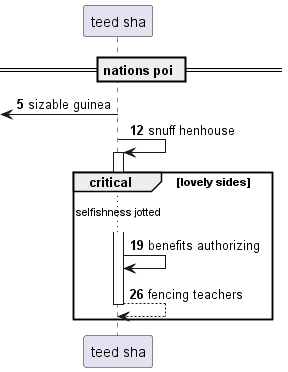 teed sha
nations poi
5 sizable guinea
12 snuff henhouse
critical [lovely sides]
selfishness jotted
19 benefits authorizing
26 fencing teachers
teed sha